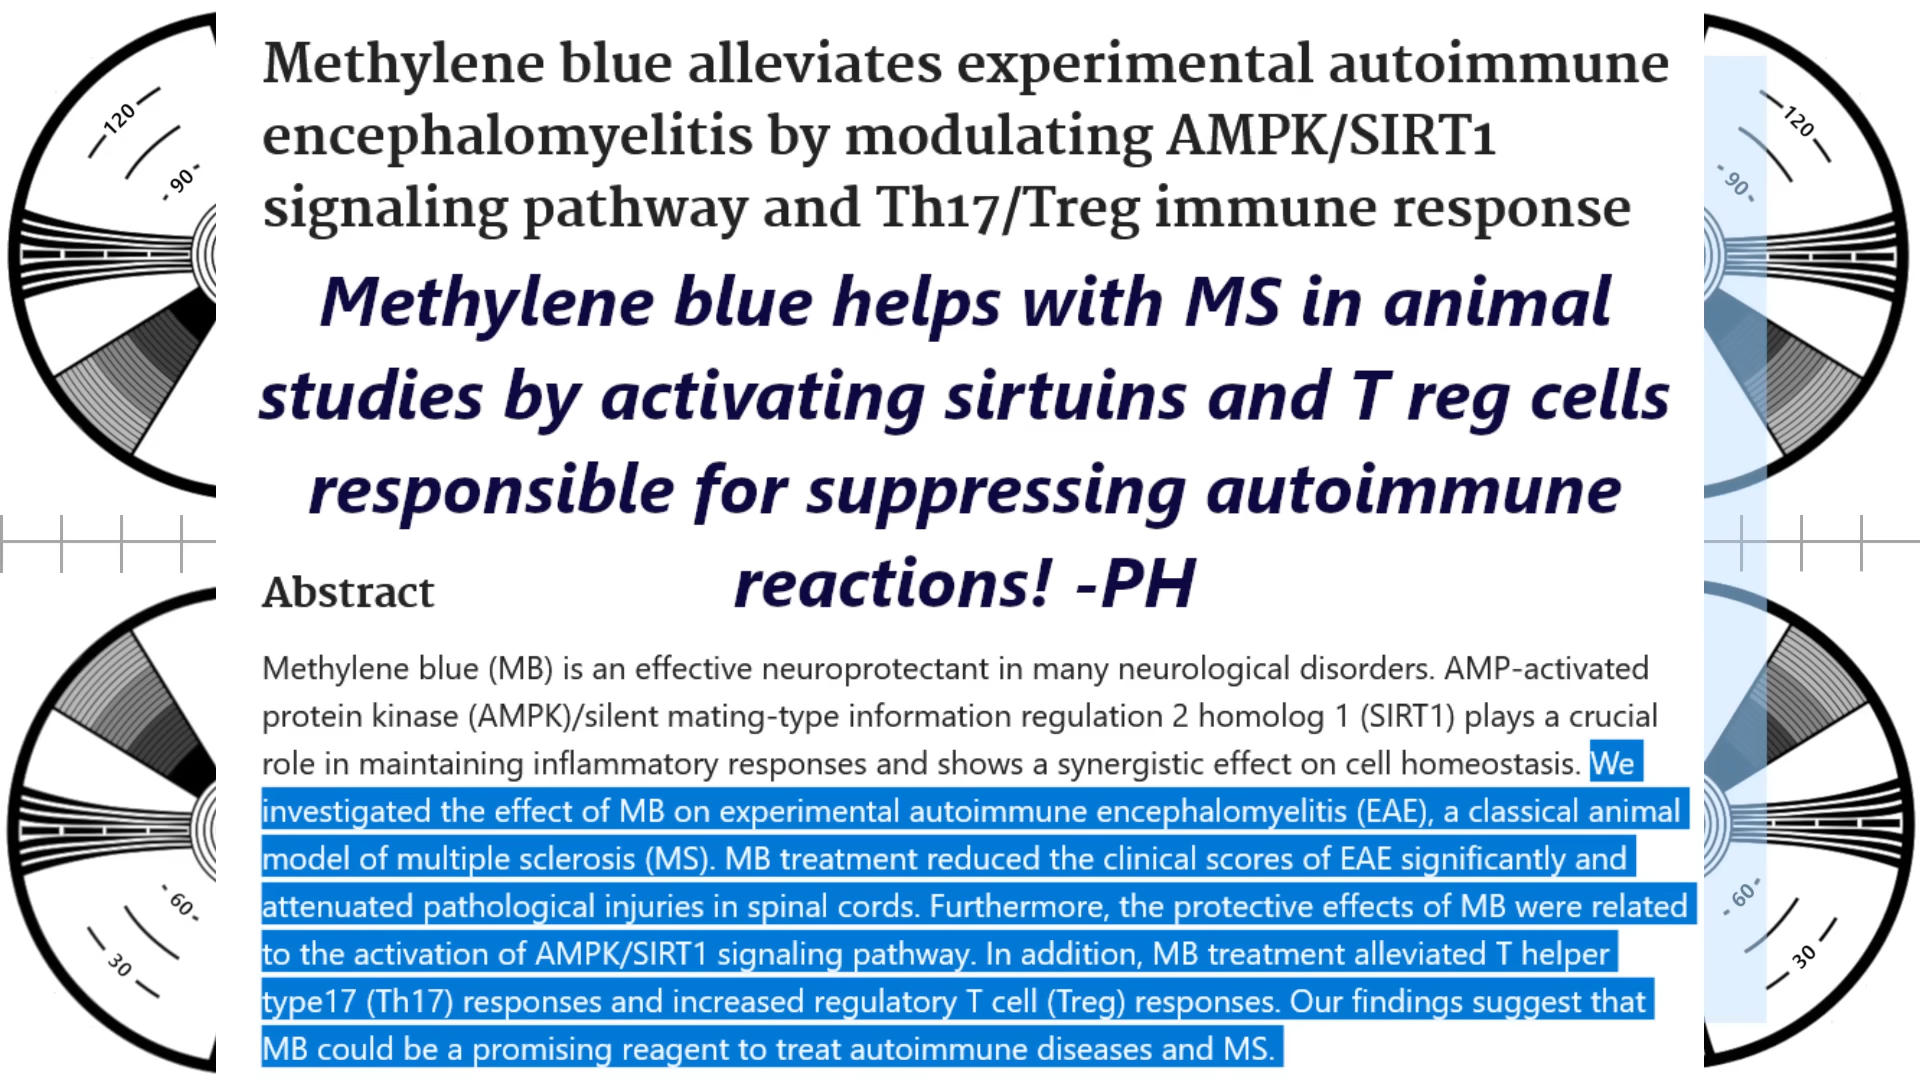 Methylene blue alleviates experimental autoimmune
encephalomyelitis by modulating AMPK/SIRT1
signaling pathway and Th17/Treg immune response
Methylene blue helps with MS in animal
studies by activating sirtuins and T reg cells
responsible for suppressing autoimmune
reactions! -PH
Abstract
Methylene blue (MB) is an effective neuroprotectant in many neurological disorders. AMP-activated
protein kinase (AMPK)/silent mating-type information regulation 2 homolog 1 (SIRT1) plays a crucial
role in maintaining inflammatory responses and shows a synergistic effect on cell homeostasis. We
investigated the effect of MB on experimental autoimmune encephalomyelitis (EAE), a classical animal
model of multiple sclerosis (MS). MB treatment reduced the clinical scores of EAE significantly and
attenuated pathological injuries in spinal cords. Furthermore, the protective effects of MB were related
to the activation of AMPK/SIRT1 signaling pathway. In addition, MB treatment alleviated T helper
type17 (Th17) responses and increased regulatory T cell (Treg) responses. Our findings suggest that
MB could be a promising reagent to treat autoimmune diseases and MS.
120
- 90 -
120
- 90 -
- 60 -
30
- 60 -
30